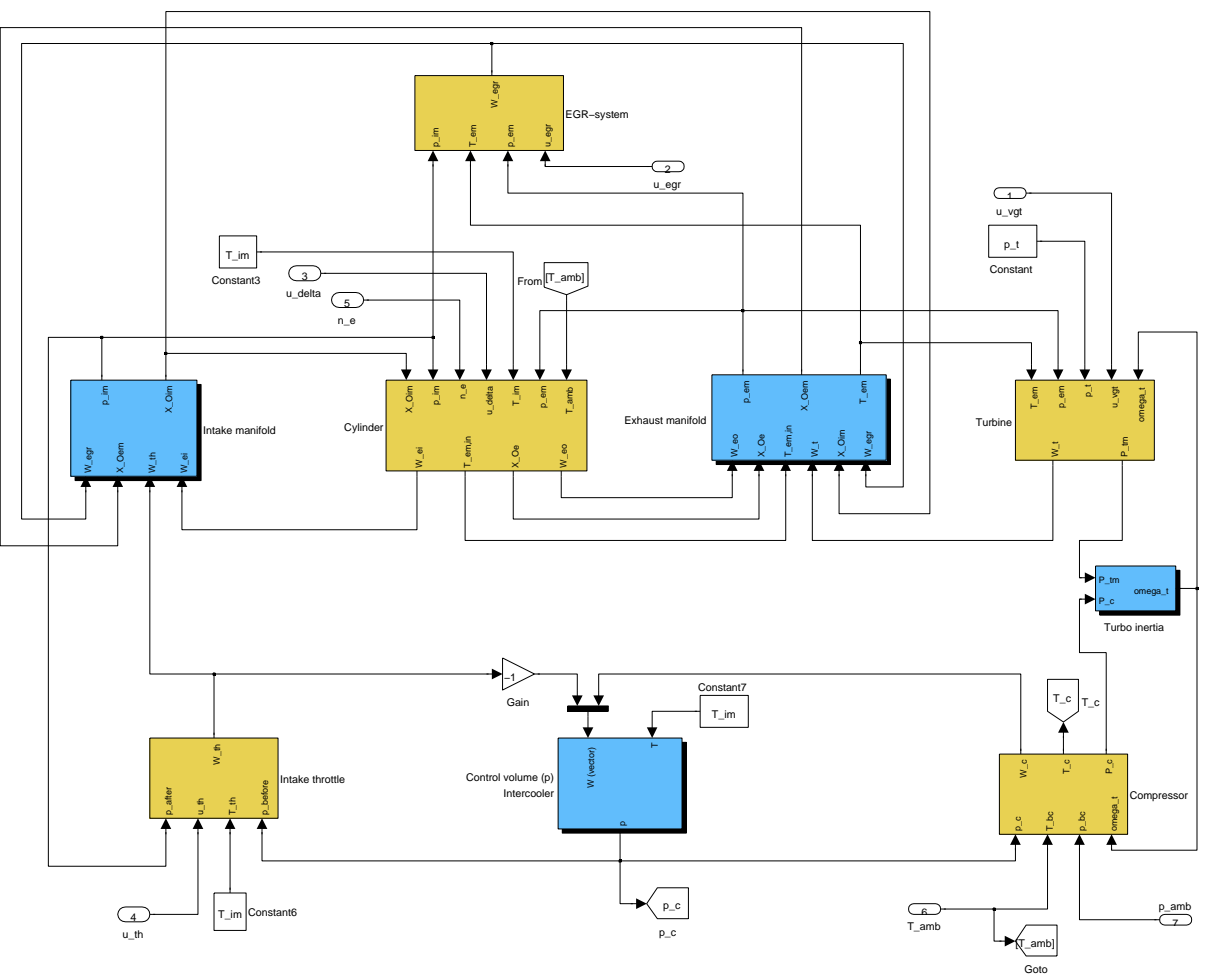 W_egr
EGR−system
p_im
T_em
p_em
u_egr
2
u_egr
1
u_vgt
p_t
Constant
T_im
Constant3
3
u_delta
5
n_e
From
[T_amb]
p_im
X_Oim
Intake manifold
W_egr
X_Oem
W_th
W_ei
X_Oim
p_im
n_e
u_delta
T_im
p_em
T_amb
Cylinder
W_ei
T_em,in
X_Oe
W_eo
p_em
X_Oem
T_em
Exhaust manifold
W_eo
X_Oe
T_em,in
W_t
X_Oim
W_egr
T_em
p_em
p_t
u_vgt
omega_t
Turbine
W_t
P_tm
P_tm
P_c
omega_t
Turbo inertia
−1
Gain
Constant7
T_im
T_c
T_c
W_th
Intake throttle
p_after
u_th
T_th
p_before
W (vector)
T
Control volume (p)
Intercooler
p
W_c
T_c
P_c
Compressor
p_c
T_bc
p_bc
omega_t
4
u_th
T_im
Constant6
p_c
p_c
6
T_amb
[T_amb]
Goto
p_amb
7